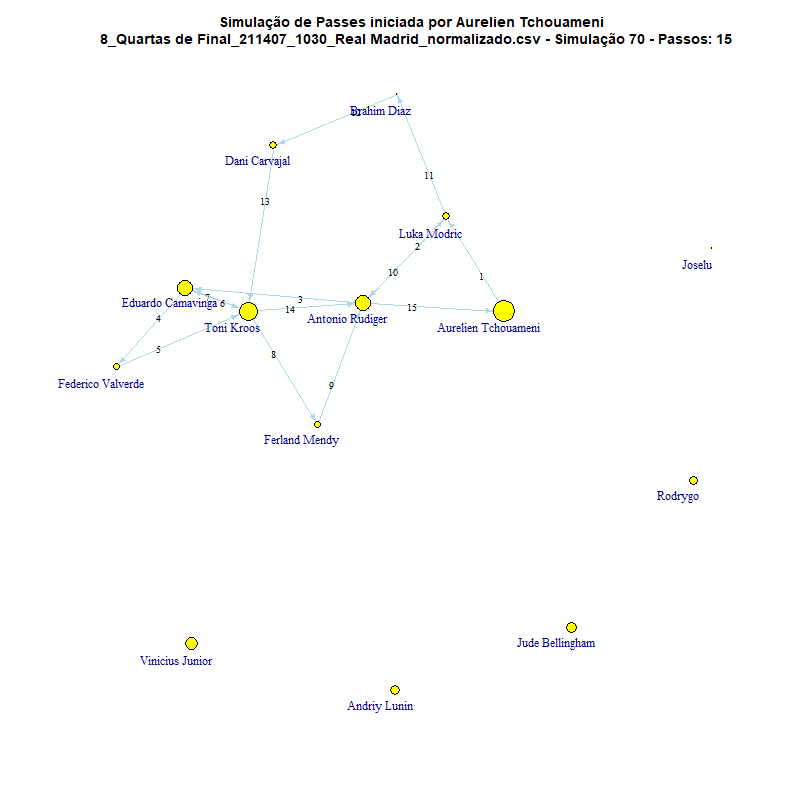 Simulação de Passes iniciada por Aurelien Tchouameni
8_Quartas de Final_211407_1030_Real Madrid_normalizado.csv - Simulação 70 - Passos: 15
Brahim Diaz
12
Dani Carvajal
11
13
Luka Modric
2
Joselu
10
1
7
Eduardo Camavinga
6
3
14
15
4
Toni Kroos
Antonio Rudiger
Aurelien Tchouameni
5
8
Federico Valverde
9
Ferland Mendy
Rodrygo
Jude Bellingham
Vinicius Junior
Andriy Lunin